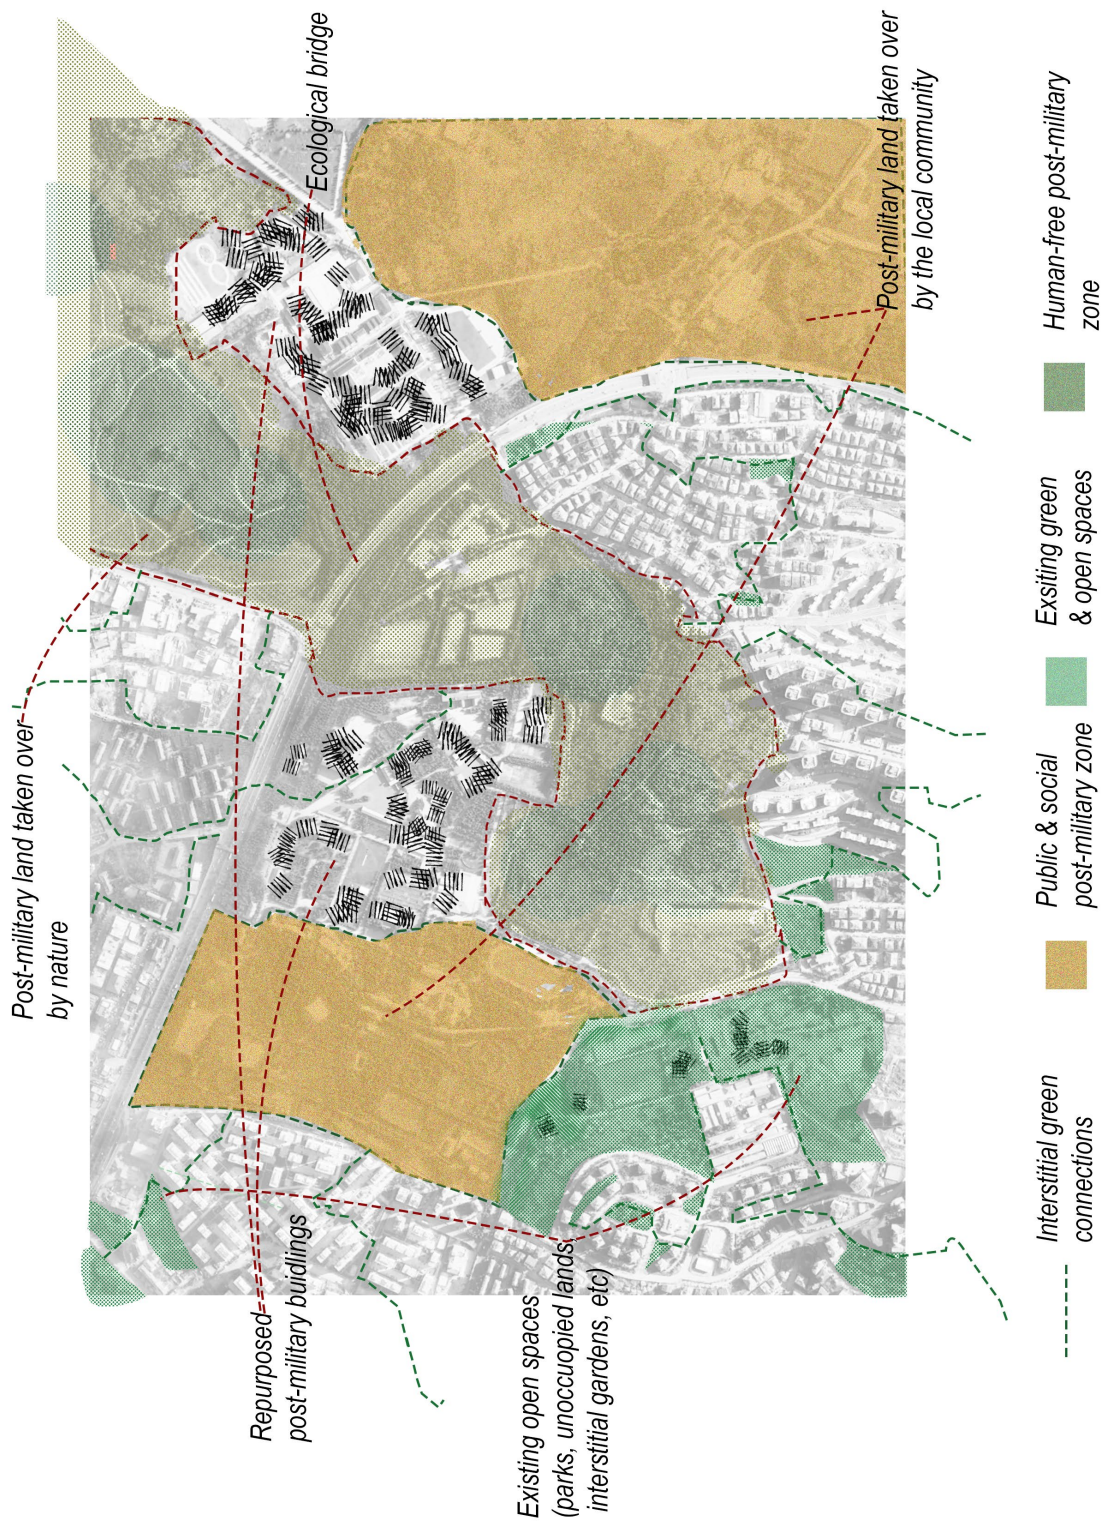 Post-military land taken over
by nature
Ecological bridge
Post-military land taken over
by the local community
Repurposed
post-military buidlings
Existing open spaces
(parks, unoccuopied lands,
interstitial gardens, etc)
Interstitial green
connections
Public & social
post-military zone
Exsiting green
& open spaces
Human-free post-military
zone